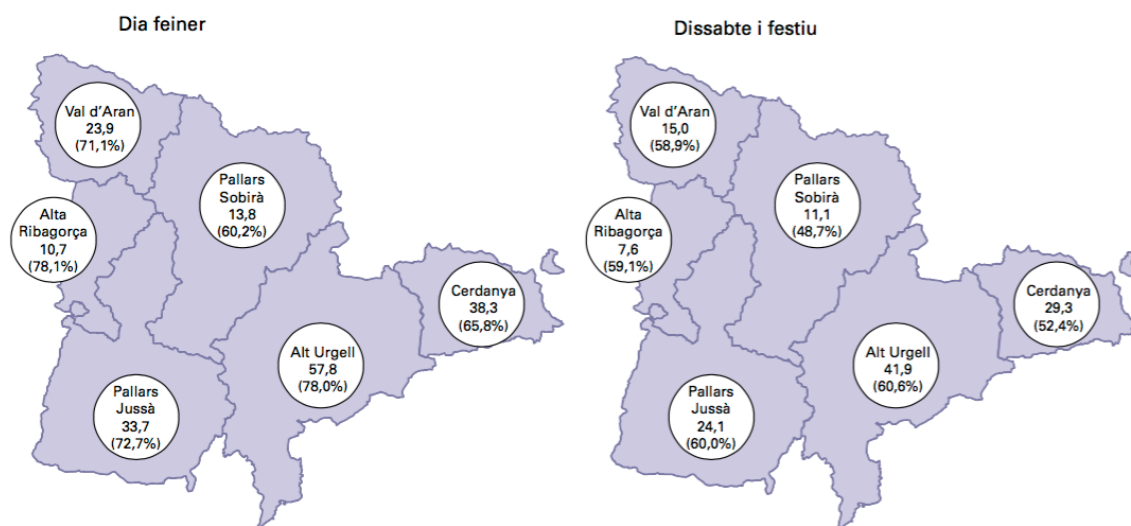 Dia feiner
Val d'Aran
23,9
(71,1%)
Pallars
Sobirà
13,8
(60,2%)
Alta
Ribagorça
10,7
(78,1%)
Cerdanya
38,3
(65,8%)
Alt Urgell
57,8
(78,0%)
Pallars
Jussà
33,7
(72,7%)
Dissabte i festiu
Val d'Aran
15,0
(58,9%)
Pallars
Sobirà
11,1
(48,7%)
Alta
Ribagorça
7,6
(59,1%)
Cerdanya
29,3
(52,4%)
Alt Urgell
41,9
(60,6%)
Pallars
Jussà
24,1
(60,0%)